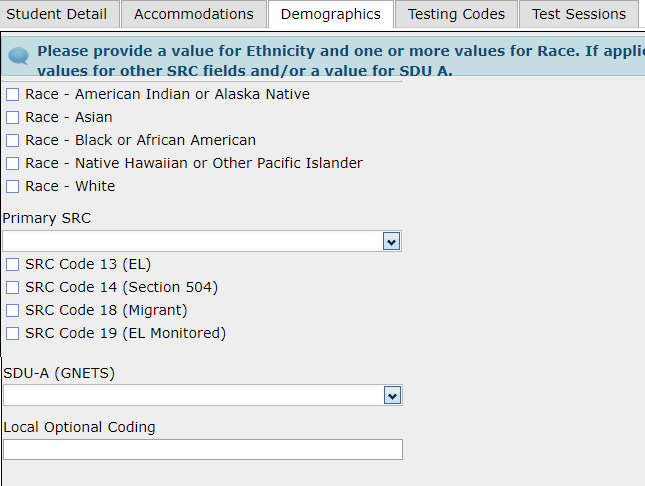 Student Detail Accommodations Demographics Testing Codes Test Sessions
Please provide a value for Ethnicity and one or more values for Race. If
values for other SRC fields and/or a value for SDU A.
Race - American Indian or Alaska Native
Race - Asian
Race - Black or African American
Race - Native Hawaiian or Other Pacific Islander
Race - White
Primary SRC
SRC Code 13 (EL)
SRC Code 14 (Section 504)
SRC Code 18 (Migrant)
SRC Code 19 (EL Monitored)
SDU-A (GNETS)
Local Optional Coding